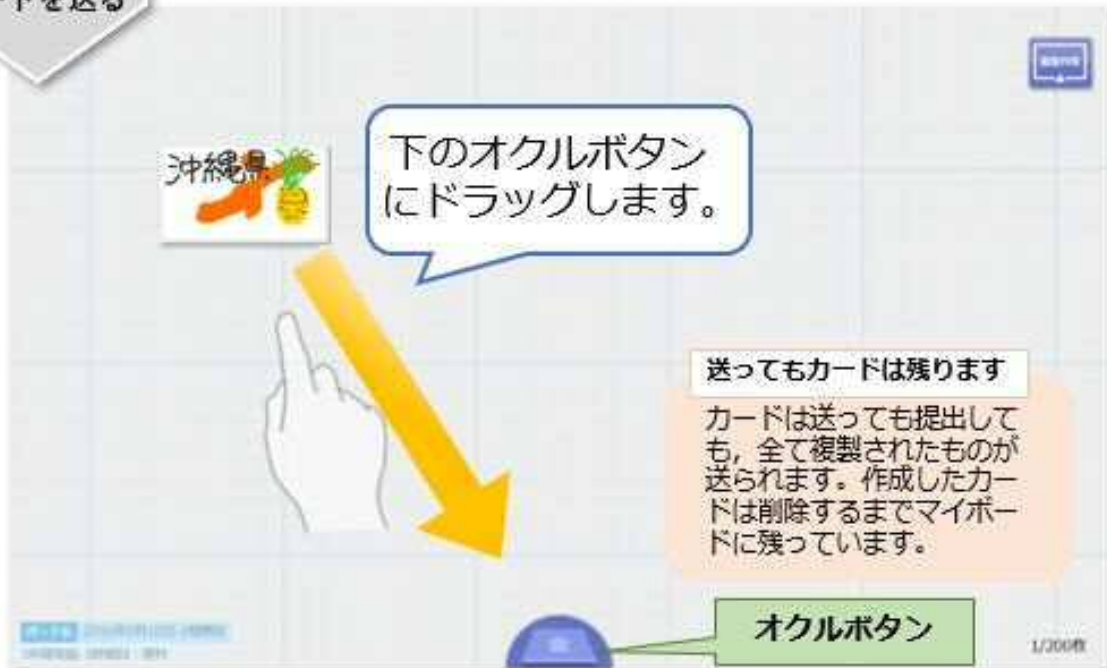 ドを送る
沖縄県
下のオクルボタン
にドラッグします。
送ってもカードは残ります
カードは送っても提出して
も，全て複製されたものが
送られます。作成したカー
ドは削除するまでマイボー
ドに残っています。
オクルボタン
1/200枚